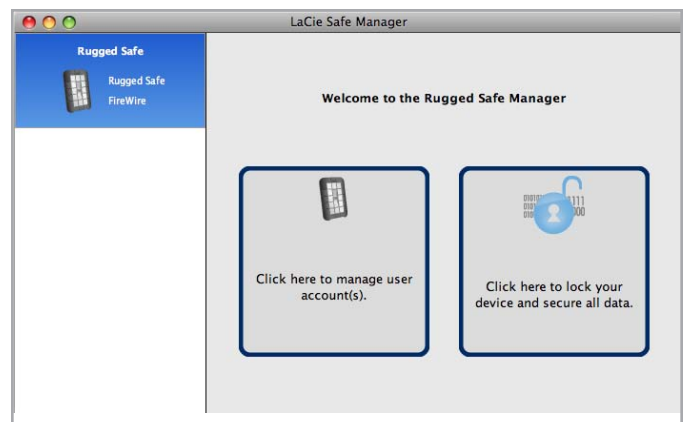 LaCie Safe Manager
Rugged Safe
Rugged Safe
FireWire
Welcome to the Rugged Safe Manager
Click here to manage user
account(s).
Click here to lock your
device and secure all data.